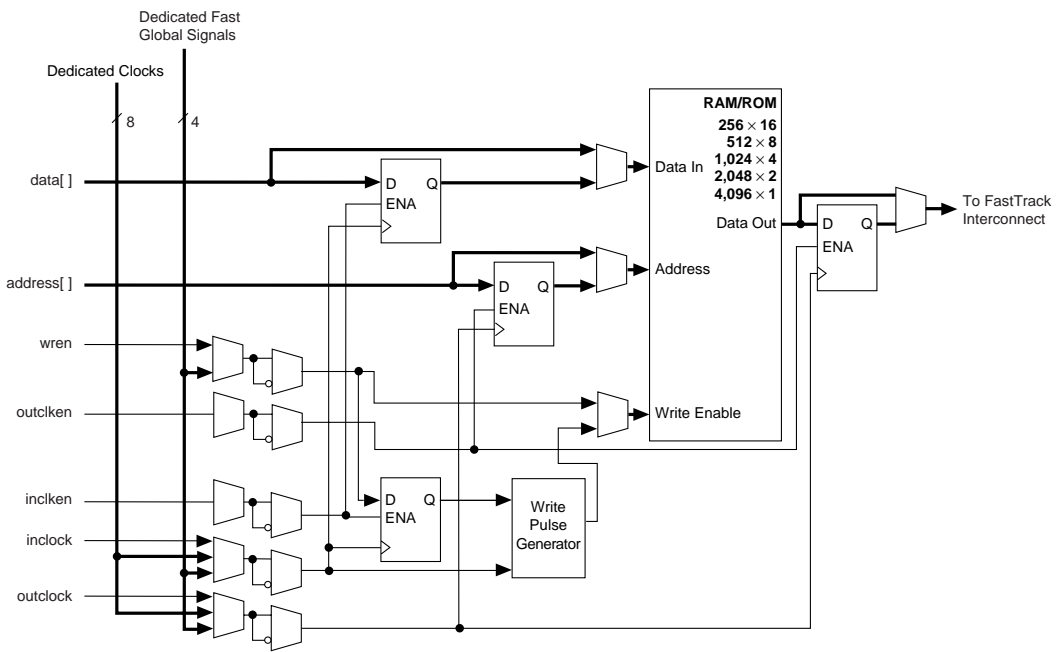 Dedicated Fast
Global Signals
Dedicated Clocks
8
4
RAM/ROM
256 × 16
512 × 8
1,024 × 4
2,048 × 2
4,096 × 1
data[ ]
D Q
ENA
Data In
To FastTrack
Interconnect
Data Out
D Q
ENA
address[ ]
D Q
ENA
Address
wren
outclken
Write Enable
inclken
D Q
ENA
Write
Pulse
Generator
inclock
outclock